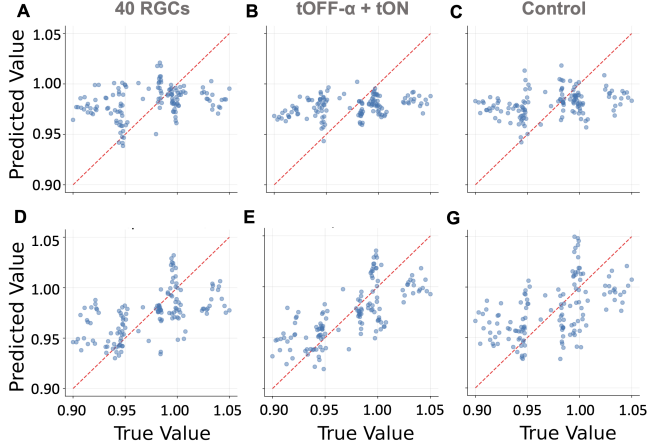 A 40 RGCs B tOFF-α + tON C Control
Predicted Value
1.05
1.00
0.95
0.90
D E G
Predicted Value
1.05
1.00
0.95
0.90
0.90 0.95 1.00 1.05 0.90 0.95 1.00 1.05 0.90 0.95 1.00 1.05
True Value True Value True Value